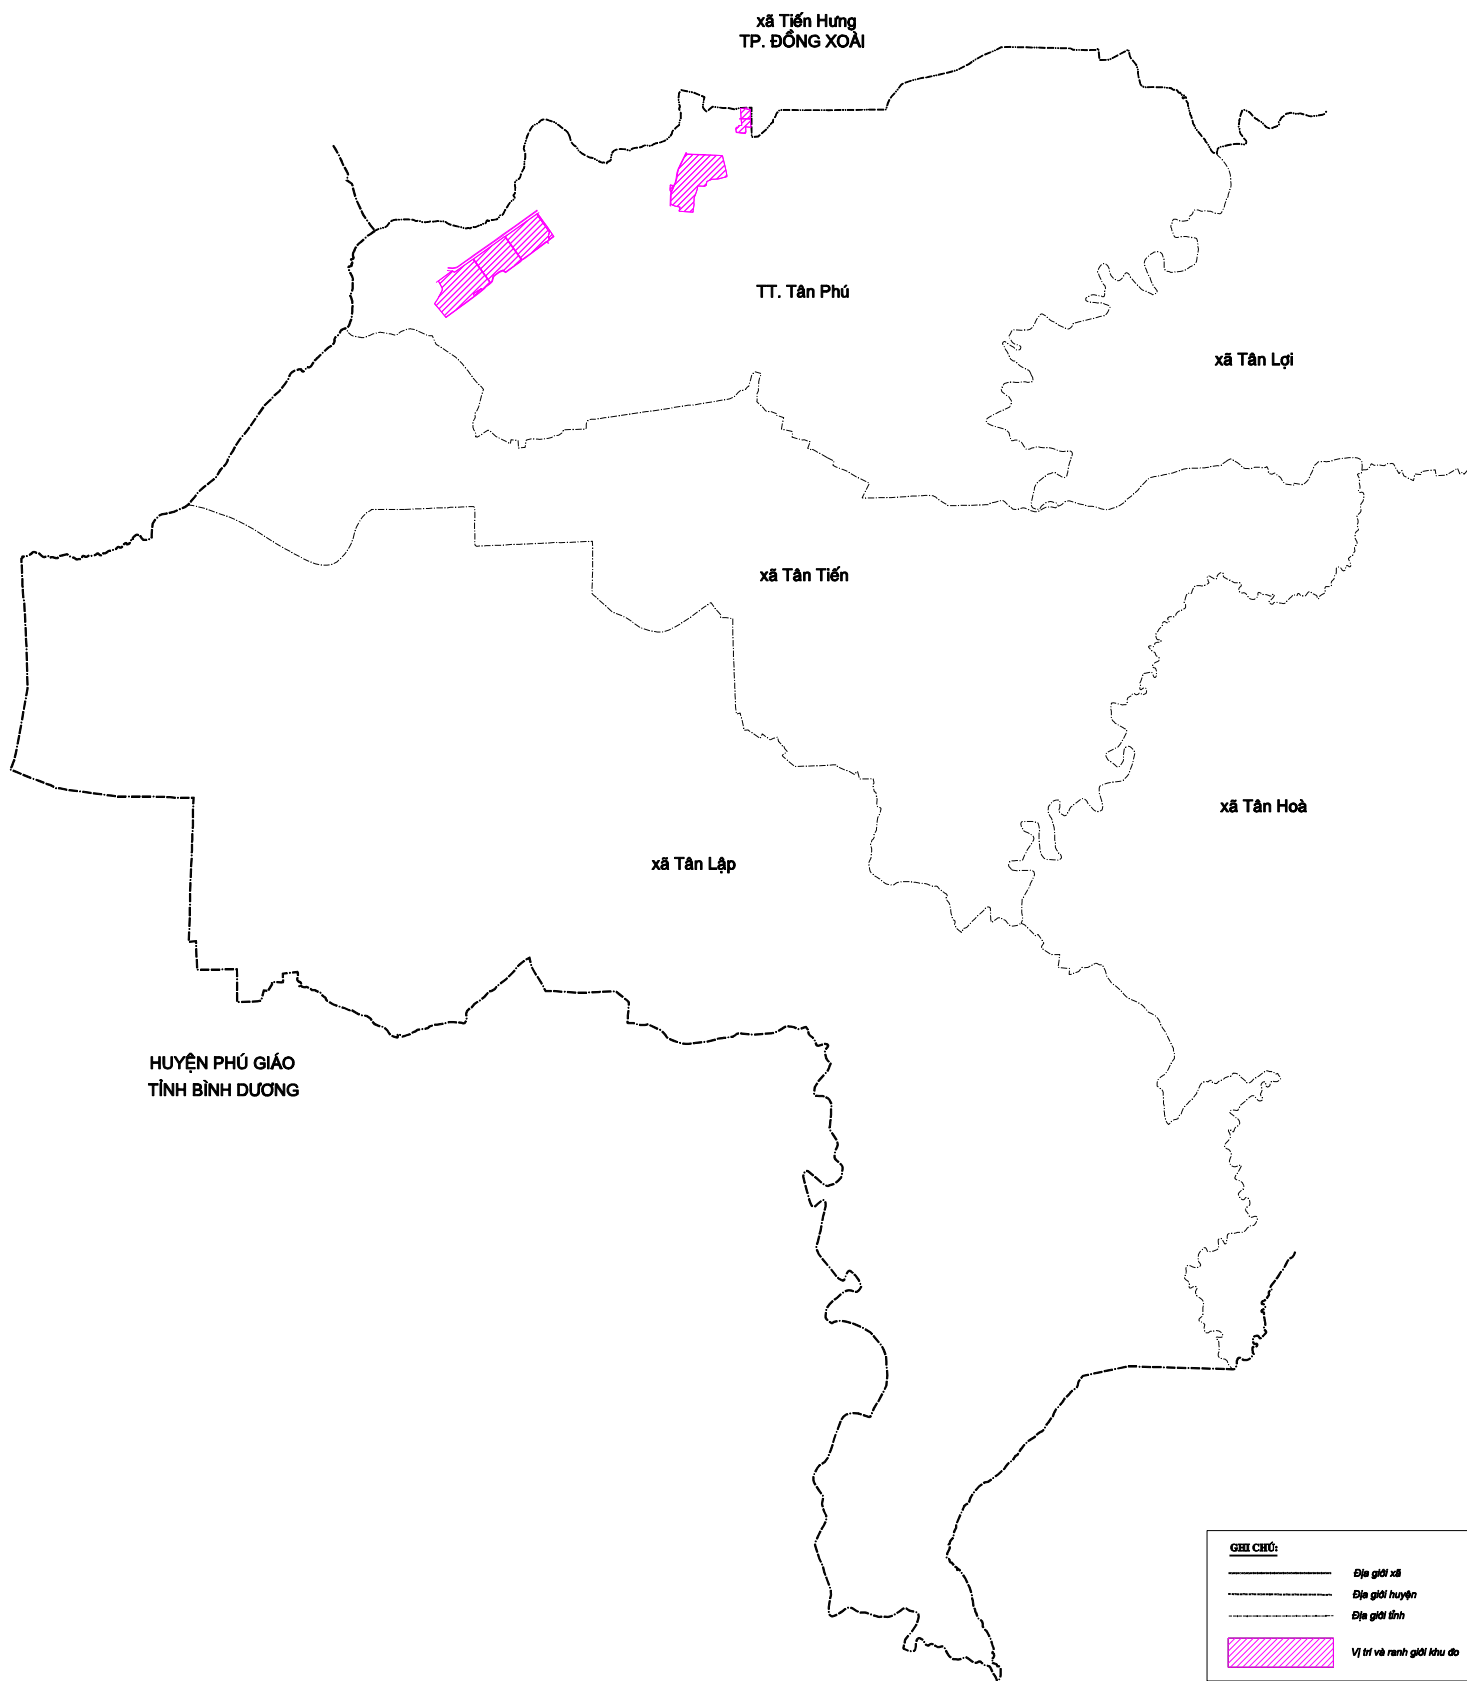 xã Tiến Hưng
TP. ĐỒNG XOÀI
TT. Tân Phú
xã Tân Lợi
xã Tân Tiến
xã Tân Hoà
xã Tân Lập
HUYỆN PHÚ GIÁO
TỈNH BÌNH DƯƠNG
GHI CHÚ:
Địa giới xã
Địa giới huyện
Địa giới tỉnh
Vị trí và ranh giới khu đo